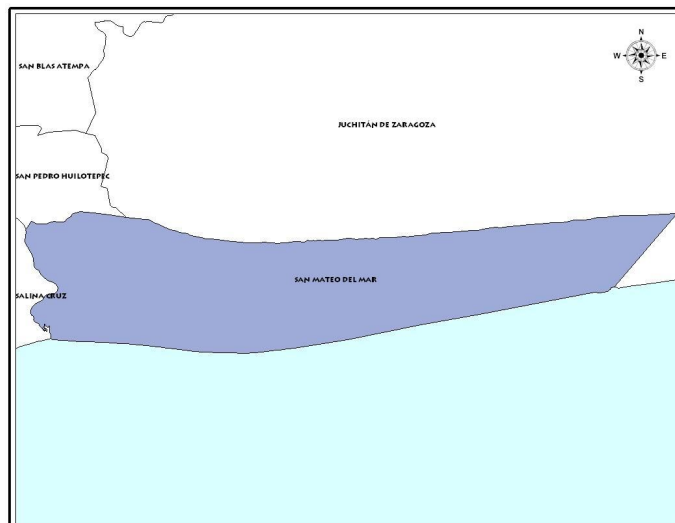 N
W E
S
SAN BLAS ATEMPA
JUCHITÁN DE ZARAGOZA
SAN PEDRO HUILOTEPEC
SAN MATEO DEL MAR
SALINA CRUZ